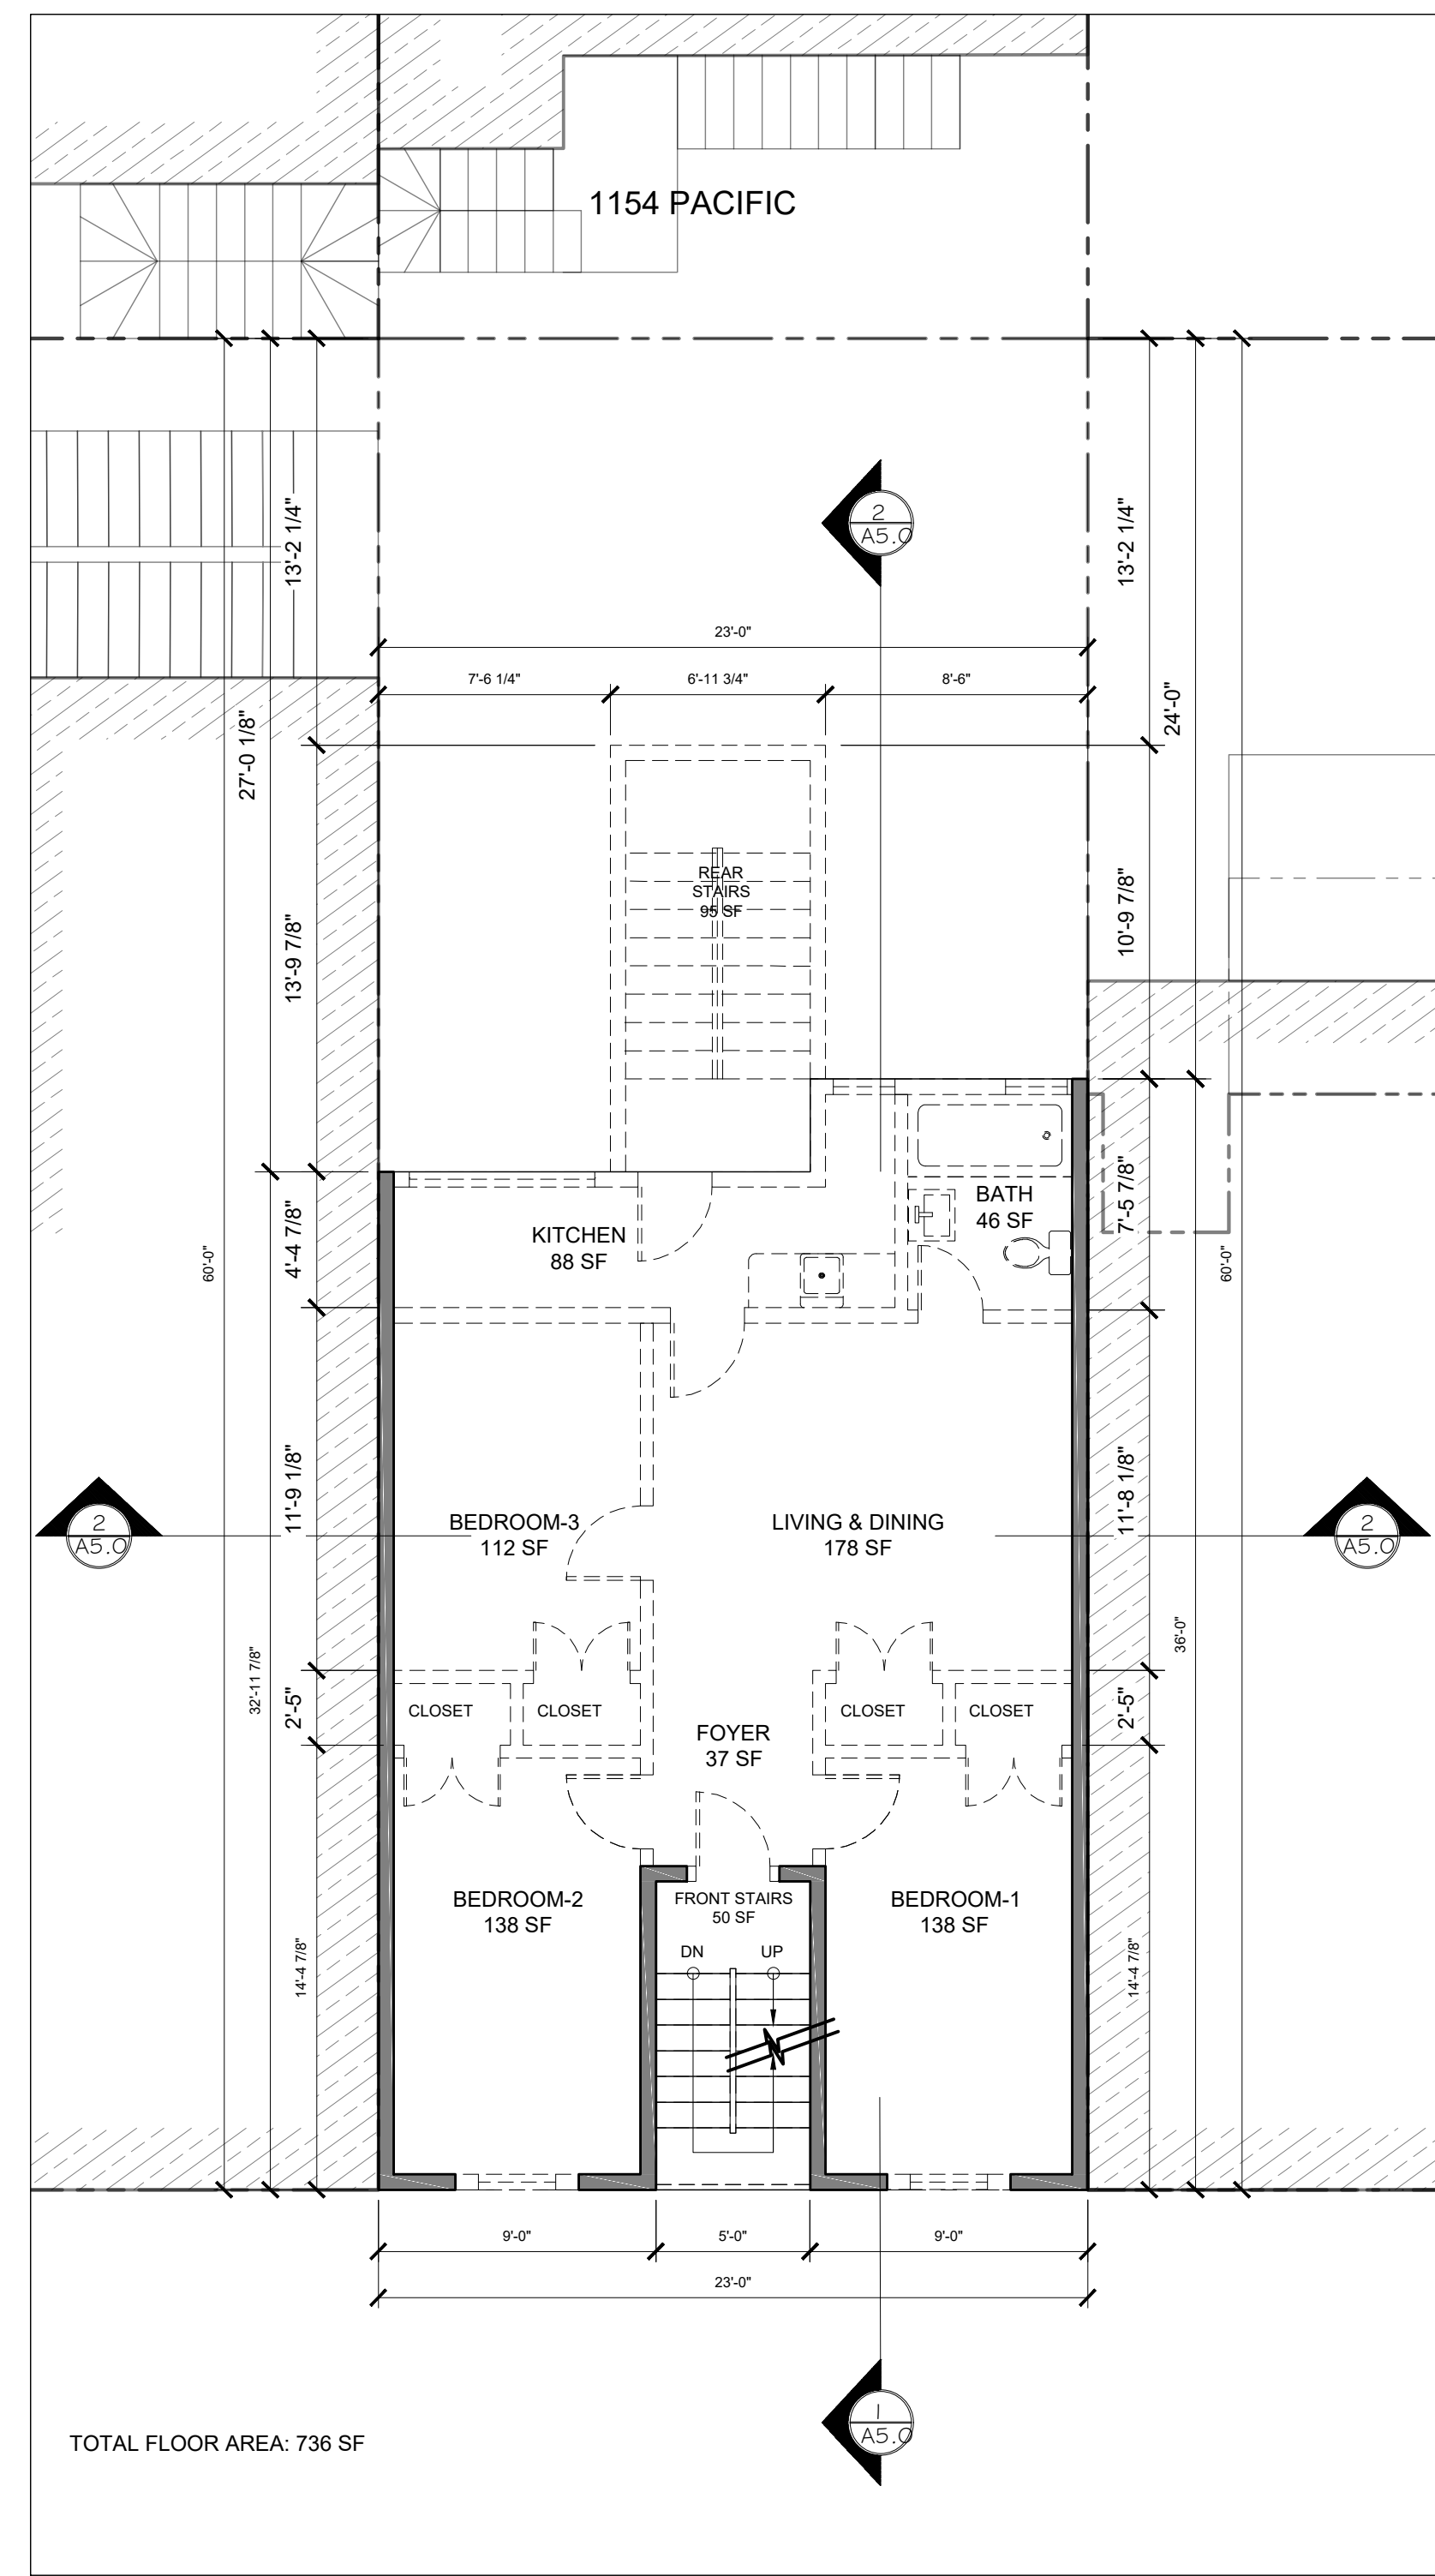 1154 PACIFIC
13'-2 1/4"
13'-2 1/4"
2
A5.0
23'-0"
7'-6 1/4"
6'-11 3/4"
8'-6"
27'-0 1/8"
24'-0"
REAR
STAIRS
95 SF
13'-9 7/8"
10'-9 7/8"
BATH
46 SF
7'-5 7/8"
KITCHEN
88 SF
4'-4 7/8"
60'-0"
60'-0"
11'-9 1/8"
11'-8 1/8"
2
A5.0
BEDROOM-3
112 SF
LIVING & DINING
178 SF
2
A5.0
36'-0"
32'-11 7/8"
2'-5"
2'-5"
CLOSET
CLOSET
CLOSET
CLOSET
FOYER
37 SF
BEDROOM-2
138 SF
FRONT STAIRS
50 SF
BEDROOM-1
138 SF
DN
UP
14'-4 7/8"
14'-4 7/8"
9'-0"
5'-0"
9'-0"
23'-0"
1
A5.0
TOTAL FLOOR AREA: 736 SF